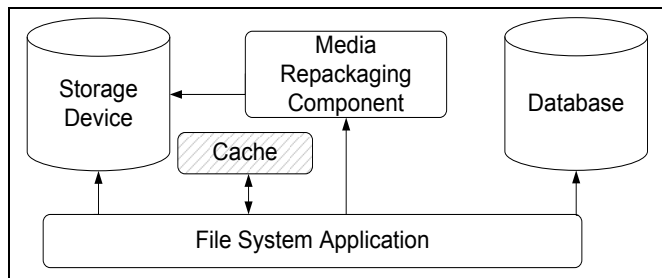 Storage
Device
Media
Repackaging
Component
Database
Cache
File System Application